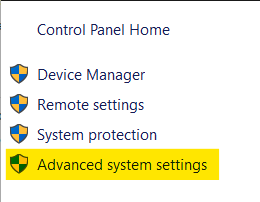 Control Panel Home
Device Manager
Remote settings
System protection
Advanced system settings